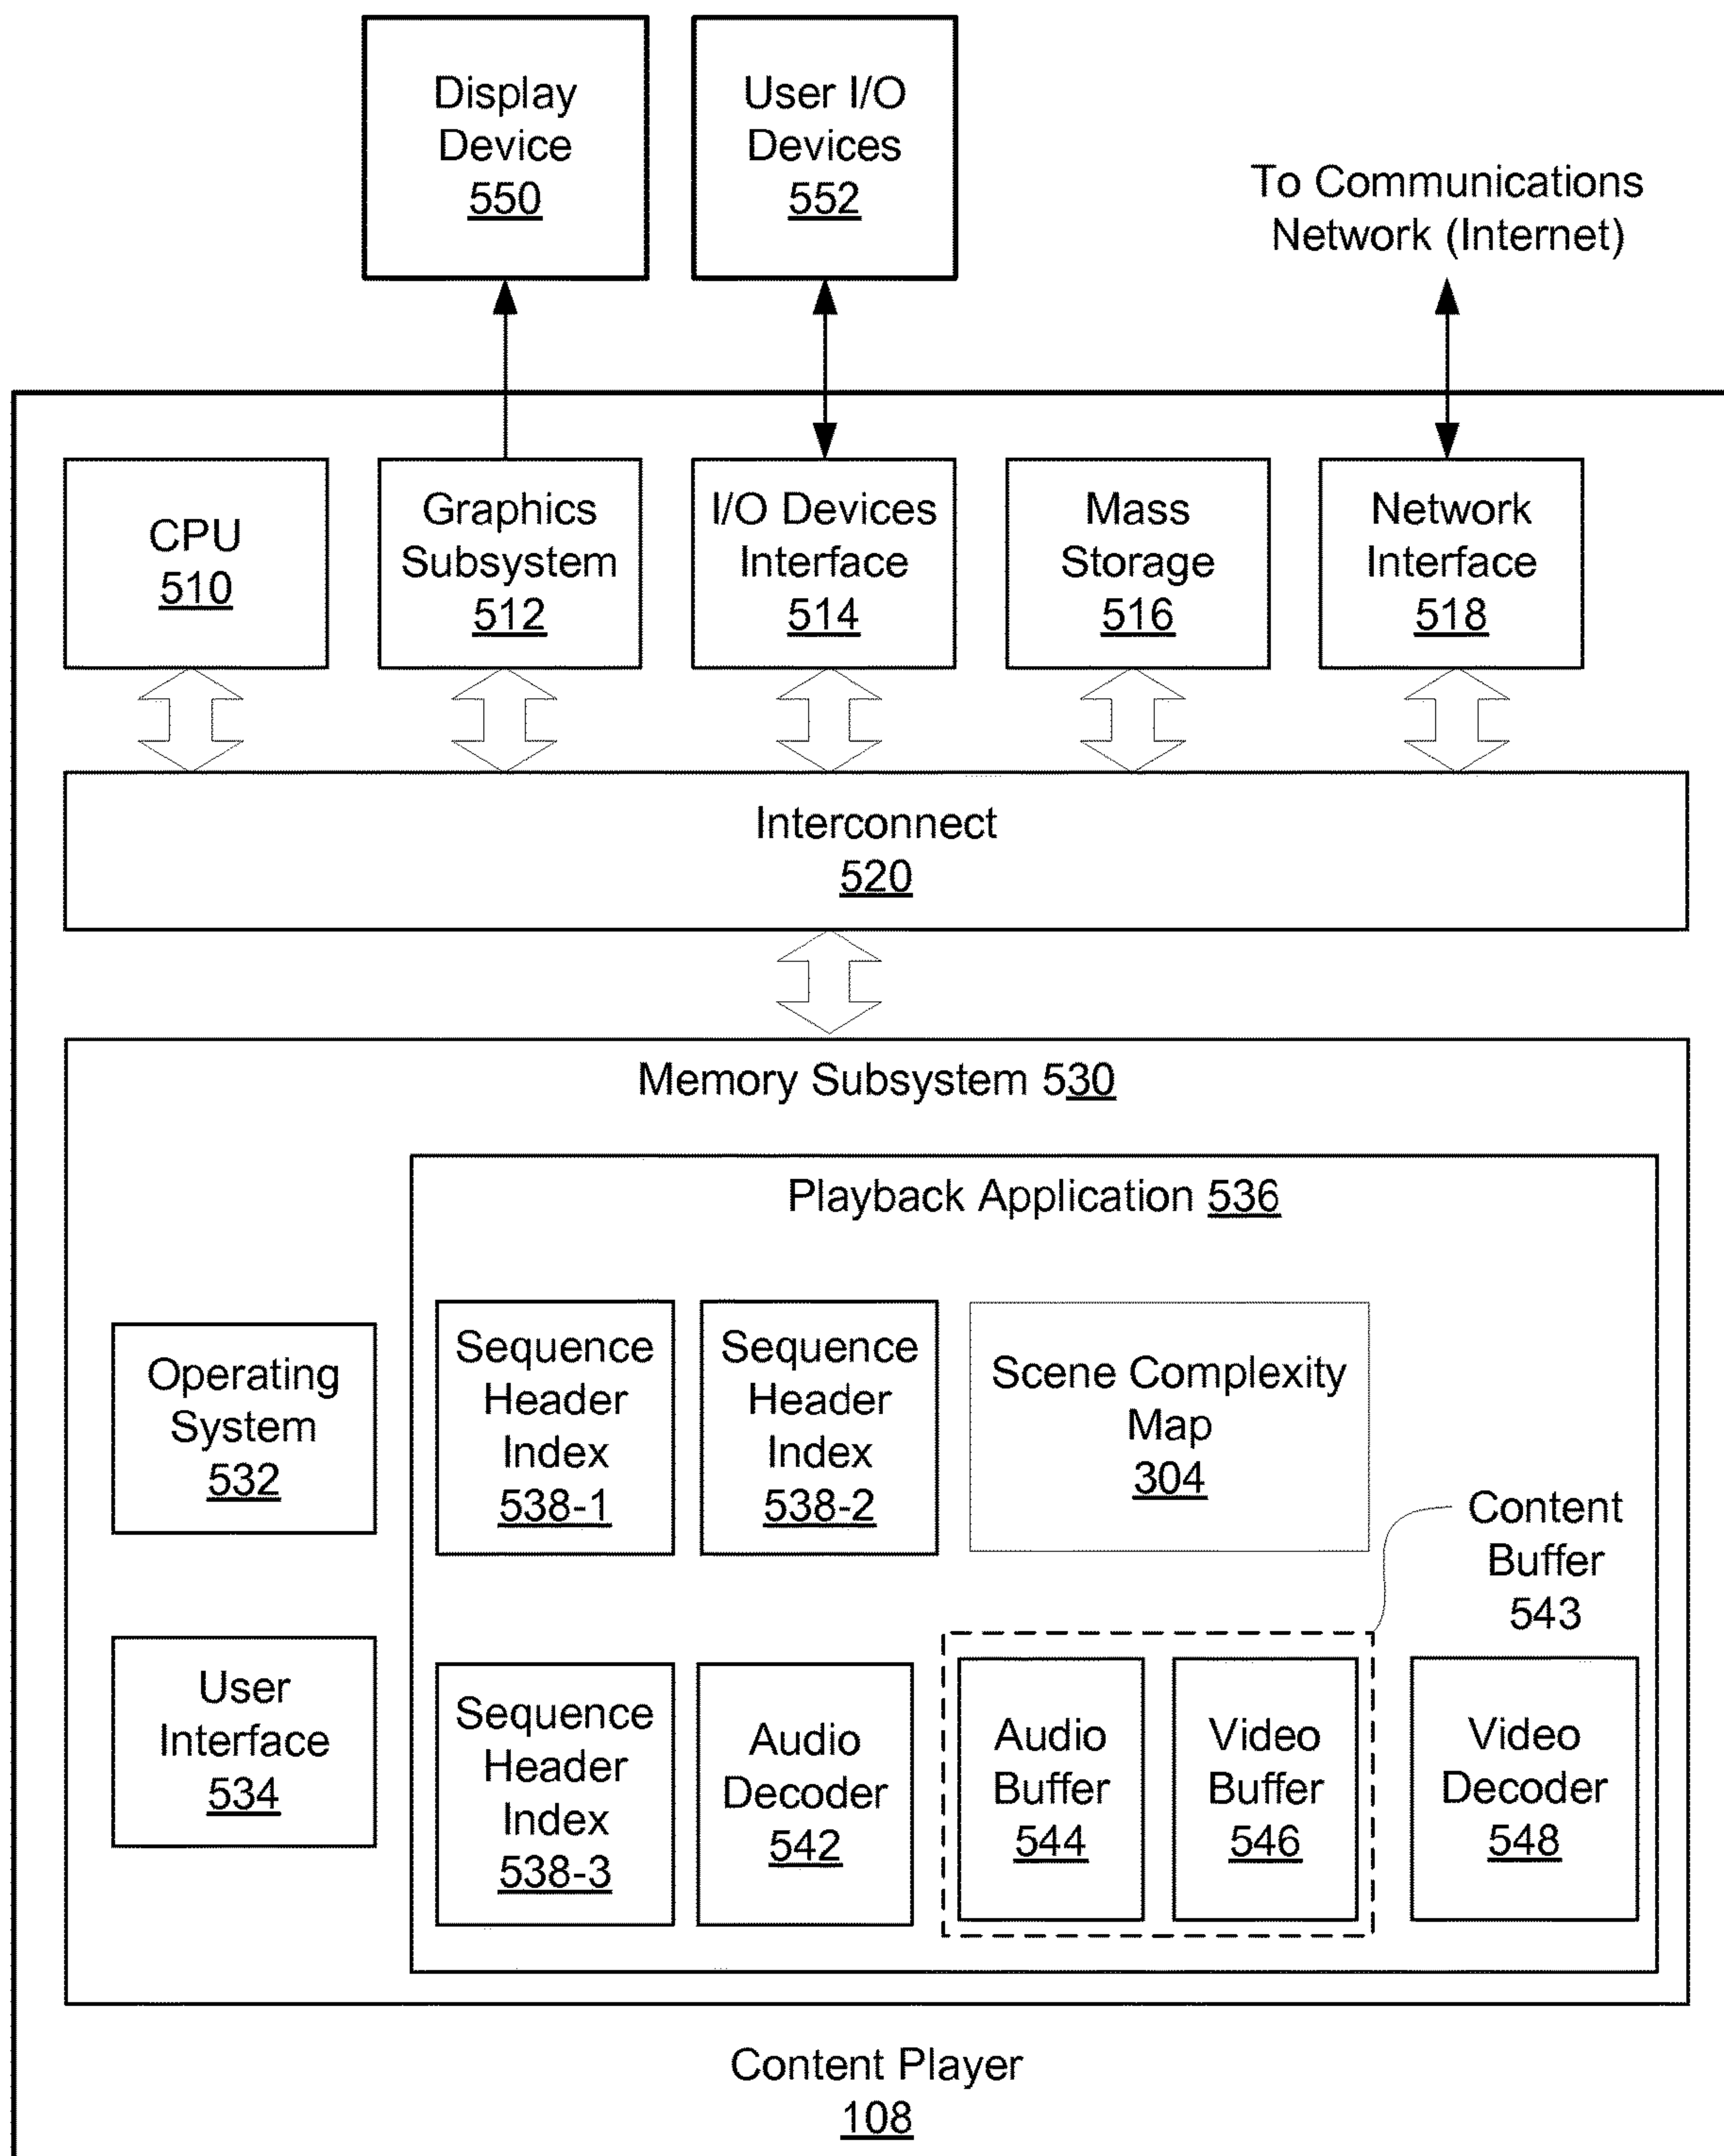 Display
Device
550
User I/O
Devices
552
To Communications
Network (Internet)
CPU
510
Graphics
Subsystem
512
I/O Devices
Interface
514
Mass
Storage
516
Network
Interface
518
Interconnect
520
Memory Subsystem 530
Playback Application 536
Operating
System
532
Sequence
Header
Index
538-1
Sequence
Header
Index
538-2
Scene Complexity
Map
304
Content
Buffer
543
User
Interface
534
Sequence
Header
Index
538-3
Audio
Decoder
542
Audio
Buffer
544
Video
Buffer
546
Video
Decoder
548
Content Player
108